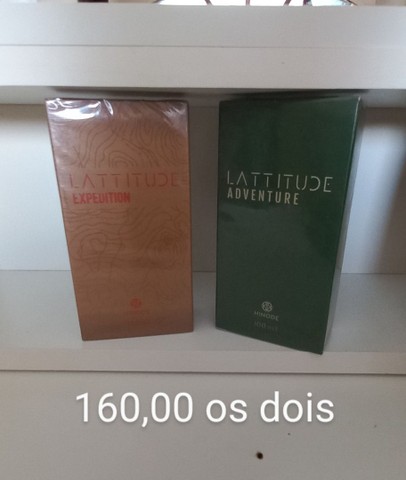 LATTITUDE
EXPEDITION
LATTITUDE
ADVENTURE
HINODE
160,00 os dois